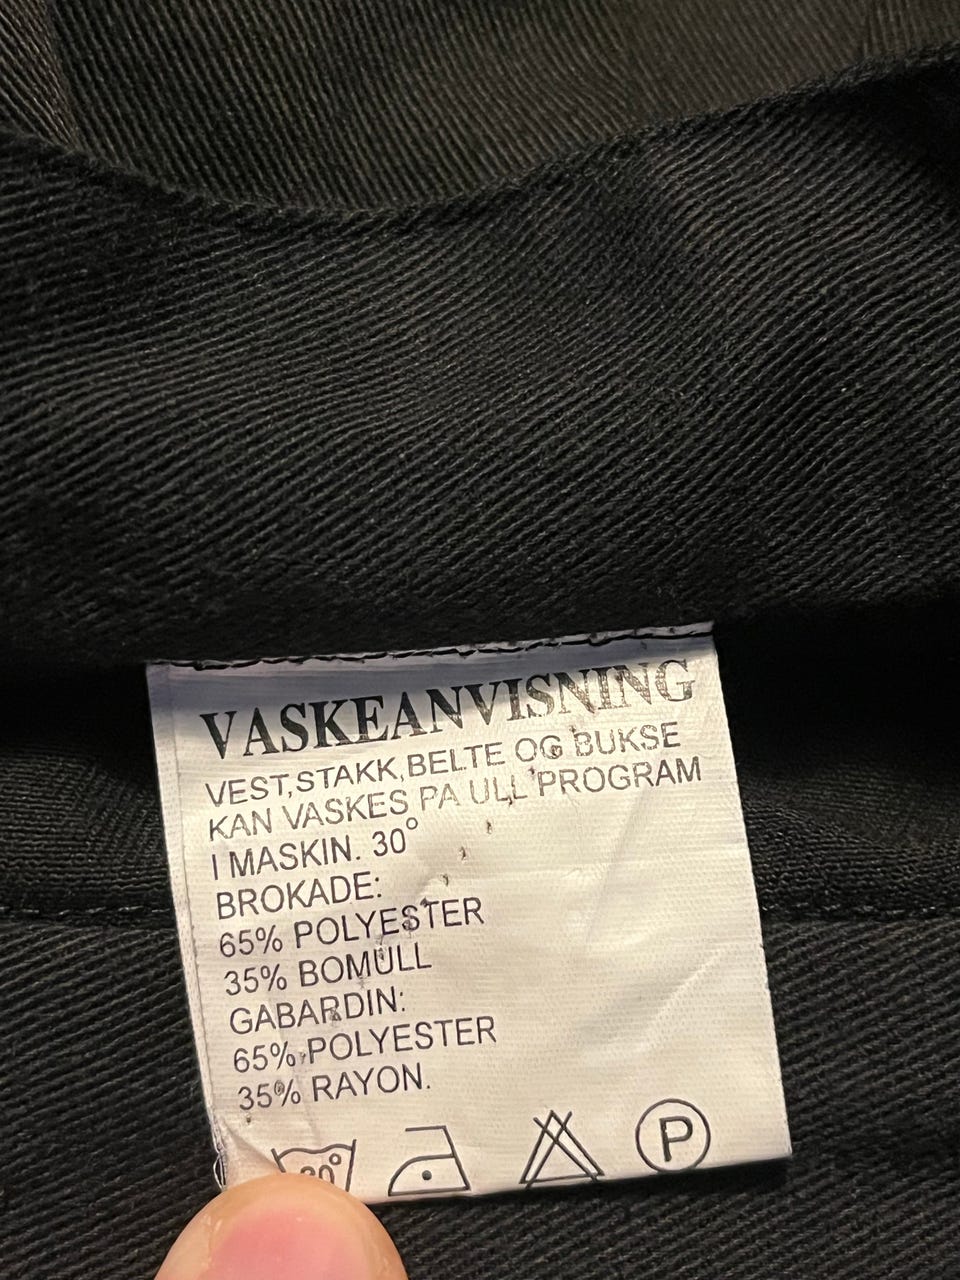 VASKEANVISNING
VEST,STAKK,BELTE OG BUKSE
KAN VASKES PA ULL PROGRAM
I MASKIN. 30°
BROKADE:
65% POLYESTER
35% BOMULL
GABARDIN:
65% POLYESTER
35% RAYON.
30° P